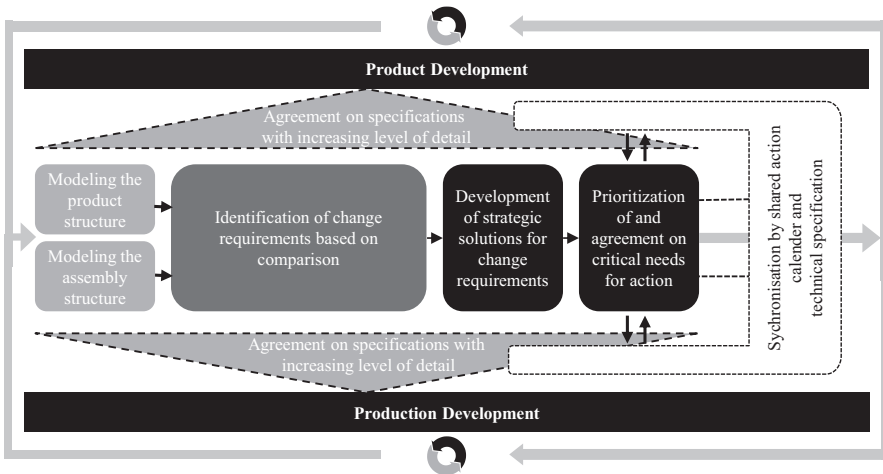 Product Development
Agreement on specifications
with increasing level of detail
Modeling the
product
structure
Modeling the
assembly
structure
Identification of change
requirements based on
comparison
Development
of strategic
solutions for
change
requirements
Prioritization
of and
agreement on
critical needs
for action
Sychronisation by shared action
calender and
technical specification
Agreement on specifications with
increasing level of detail
Production Development